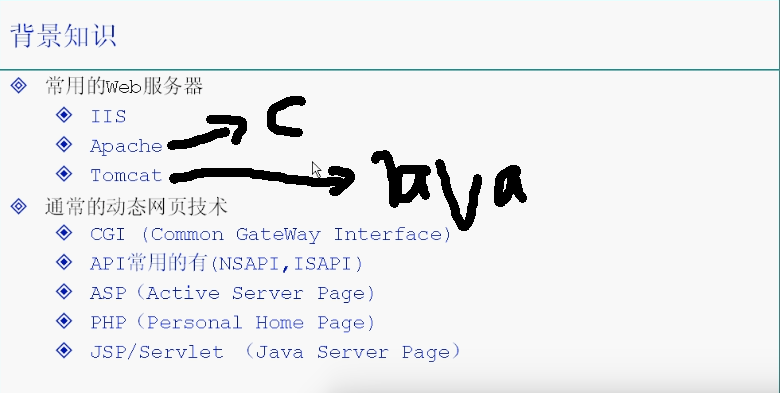 背景知识
常用的Web服务器
IIS
Apache C
Tomcat java
通常的动态网页技术
CGI (Common GateWay Interface)
API常用的有(NSAPI,ISAPI)
ASP（Active Server Page)
PHP（Personal Home Page)
JSP/Servlet （Java Server Page）